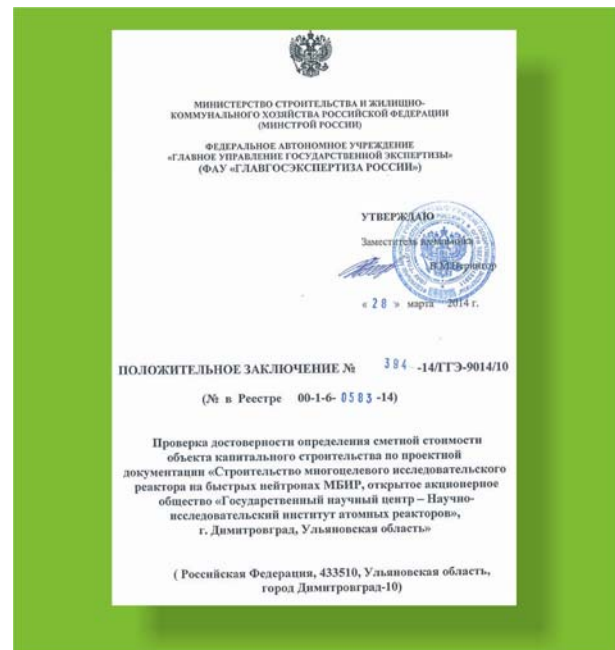 МИНИСТЕРСТВО СТРОИТЕЛЬСТВА И ЖИЛИЩНО-
КОММУНАЛЬНОГО ХОЗЯЙСТВА РОССИЙСКОЙ ФЕДЕРАЦИИ
(МИНСТРОЙ РОССИИ)
ФЕДЕРАЛЬНОЕ АВТОНОМНОЕ УЧРЕЖДЕНИЕ
«ГЛАВНОЕ УПРАВЛЕНИЕ ГОСУДАРСТВЕННОЙ ЭКСПЕРТИЗЫ»
(ФАУ «ГЛАВГОСЭКСПЕРТИЗА РОССИИ»)
УТВЕРЖДАЮ
Заместитель
« 28 » марта 2014 г.
ПОЛОЖИТЕЛЬНОЕ ЗАКЛЮЧЕНИЕ № 394 -14/ГГЭ-9014/10
(№ в Реестре 00-1-6- 0583 -14)
Проверка достоверности определения сметной стоимости
объекта капитального строительства по проектной
документации «Строительство многоцелевого исследовательского
реактора на быстрых нейтронах МБИР, открытое акционерное
общество «Государственный научный центр – Научно-
исследовательский институт атомных реакторов»,
г. Димитровград, Ульяновская область»
( Российская Федерация, 433510, Ульяновская область,
город Димитровград-10)